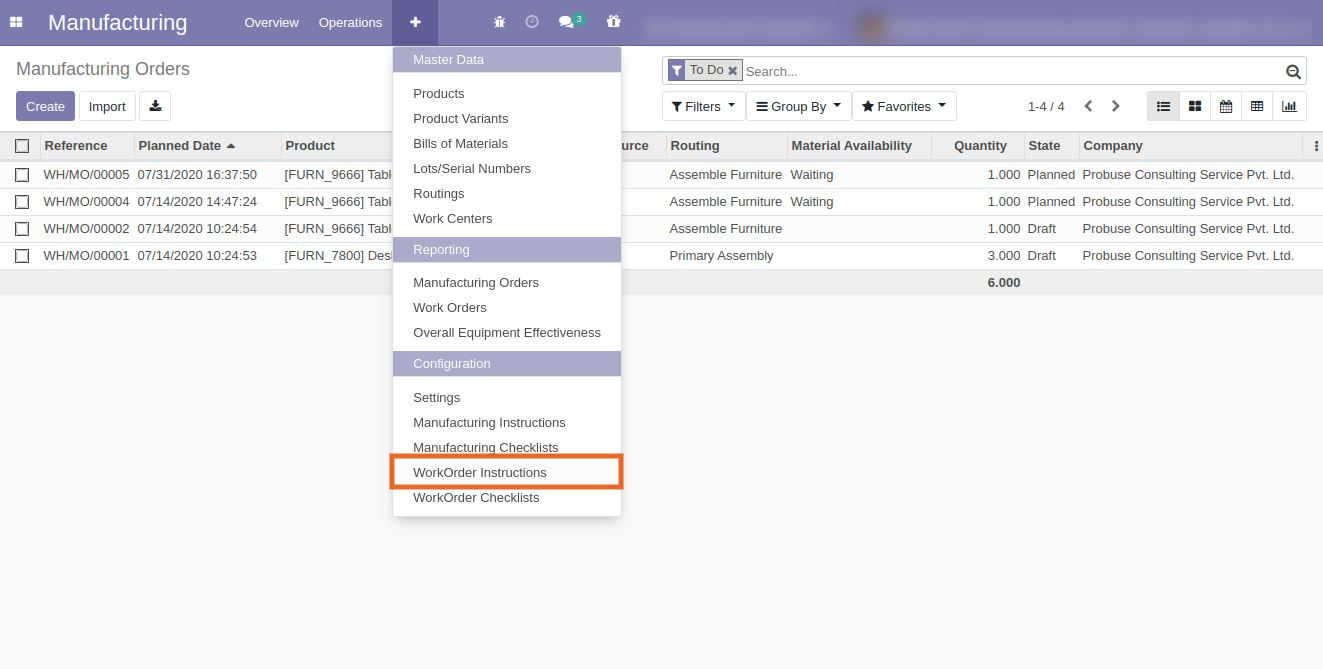 Manufacturing Overview Operations + 3
Manufacturing Orders
To Do Search...
Create Import
Filters Group By Favorites 1-4 / 4
Master Data
Products
Product Variants
Bills of Materials
Lots/Serial Numbers
Routings
Work Centers
Reporting
Manufacturing Orders
Work Orders
Overall Equipment Effectiveness
Configuration
Settings
Manufacturing Instructions
Manufacturing Checklists
WorkOrder Instructions
WorkOrder Checklists
Reference Planned Date Product Routing Material Availability Quantity State Company
WH/MO/00005 07/31/2020 16:37:50 [FURN_9666] Assemble Furniture Waiting 1.000 Planned Probuse Consulting Service Pvt. Ltd.
WH/MO/00004 07/14/2020 14:47:24 [FURN_9666] Assemble Furniture Waiting 1.000 Planned Probuse Consulting Service Pvt. Ltd.
WH/MO/00002 07/14/2020 10:24:54 [FURN_9666] Assemble Furniture 1.000 Draft Probuse Consulting Service Pvt. Ltd.
WH/MO/00001 07/14/2020 10:24:53 [FURN_7800] Primary Assembly 3.000 Draft Probuse Consulting Service Pvt. Ltd.
6.000